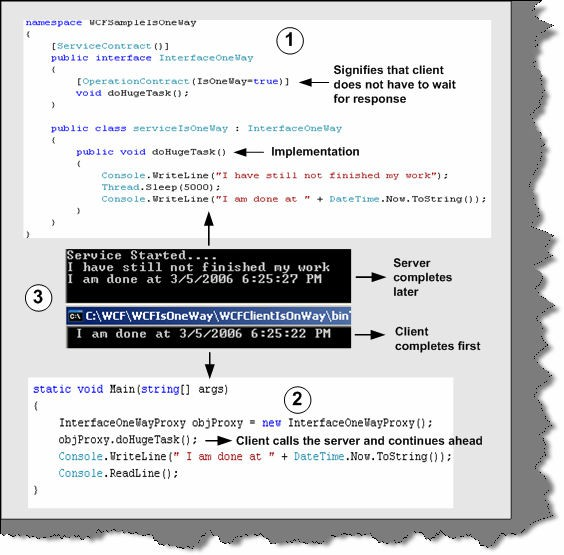 namespace WCFSampleIsOneWay
{
1
[ServiceContract()]
public interface InterfaceOneWay
{
[OperationContract(IsOneWay=true)]
void doHugeTask();
}
Signifies that client
does not have to wait
for response
public class serviceIsOneWay : InterfaceOneWay
{
public void doHugeTask()
Implementation
{
Console.WriteLine("I have still not finished my work");
Thread.Sleep(5000);
Console.WriteLine("I am done at " + DateTime.Now.ToString());
}
}
}
3
Service Started....
I have still not finished my work
I am done at 3/5/2006 6:25:27 PM
Server
completes
later
C:\WCF\WCFIsOneWay\WCFClientIsOnWay\bin
I am done at 3/5/2006 6:25:22 PM
Client
completes first
2
static void Main(string[] args)
{
InterfaceOneWayProxy objProxy = new InterfaceOneWayProxy();
objProxy.doHugeTask();
Client calls the server and continues ahead
Console.WriteLine(" I am done at " + DateTime.Now.ToString());
Console.ReadLine();
}